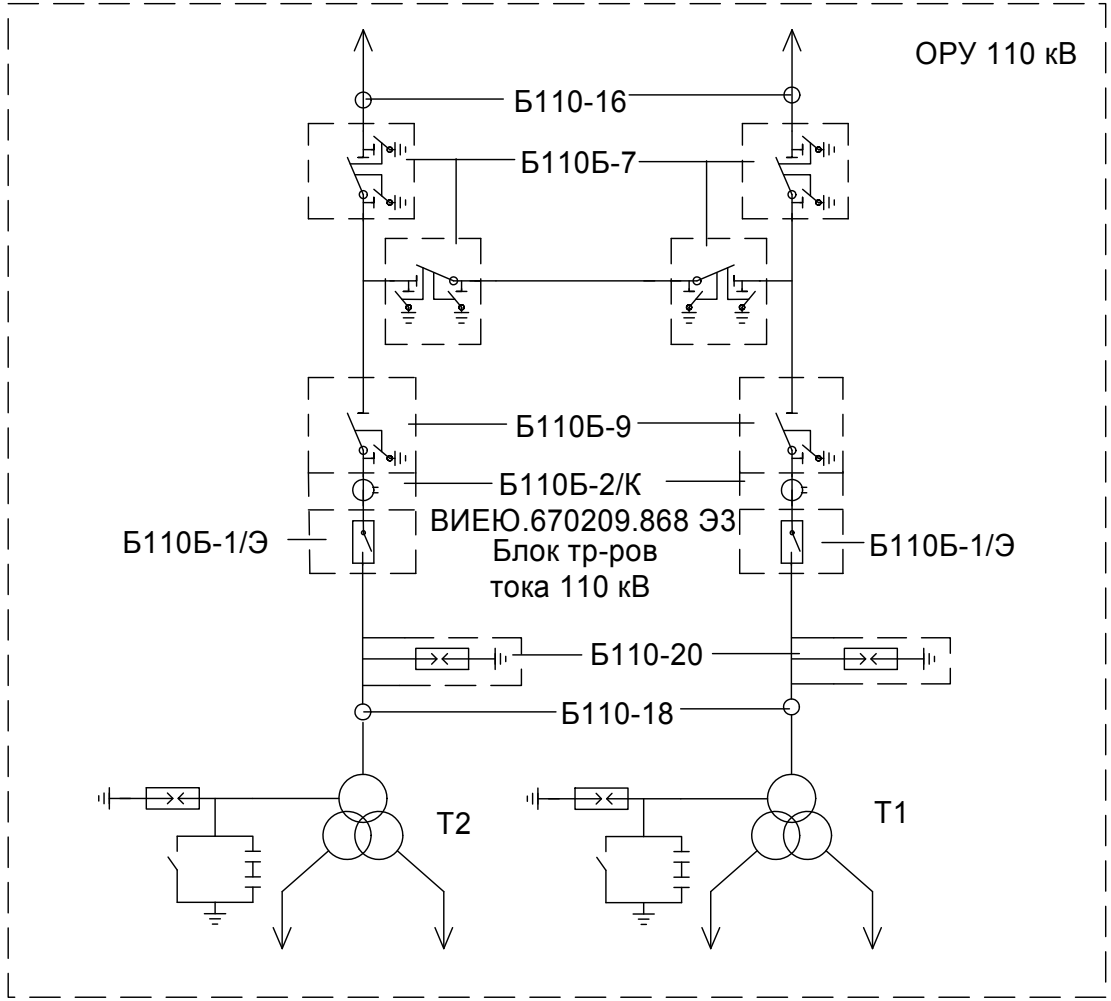 ОРУ 110 кВ
Б110-16
Б110Б-7
Б110Б-9
Б110Б-2/К
ВИЕЮ.670209.868 Э3
Блок тр-ров
тока 110 кВ
Б110Б-1/Э
Б110Б-1/Э
Б110-20
Б110-18
Т2
Т1